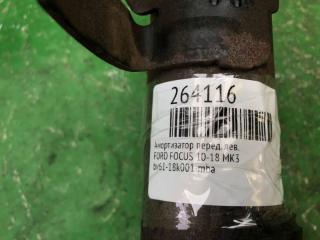 264116
Амортизатор перед. лев.
FORD FOCUS 10-18 MK3
bv61-18k001 mba